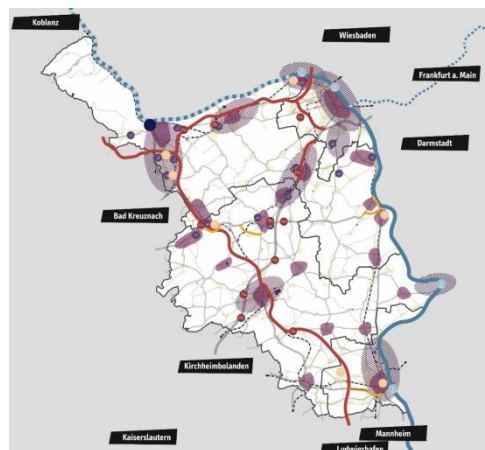 Koblenz
Wiesbaden
Frankfurt a. Main
Darmstadt
Bad Kreuznach
Kirchheimbolanden
Kaiserslautern
Mannheim
Ludwigshafen